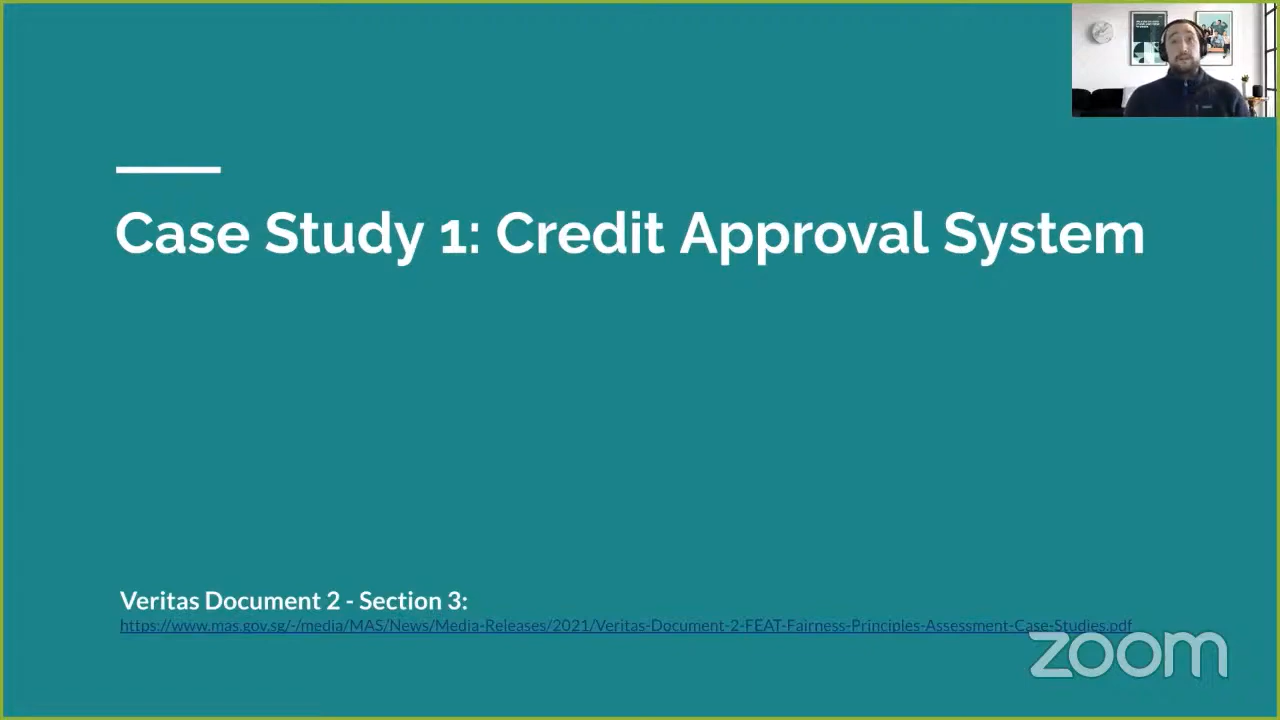 Case Study 1: Credit Approval System
Veritas Document 2 - Section 3:
https://www.mas.gov.sg/-/media/MAS/News/Media-Releases/2021/Veritas-Document-2-FEAT-Fairness-Principles-Assessment-Case-Studies.pdf
zoom